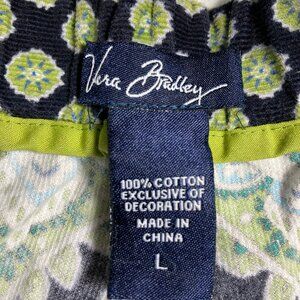 Vera Bradley
100% COTTON
EXCLUSIVE OF
DECORATION
MADE IN
CHINA
L